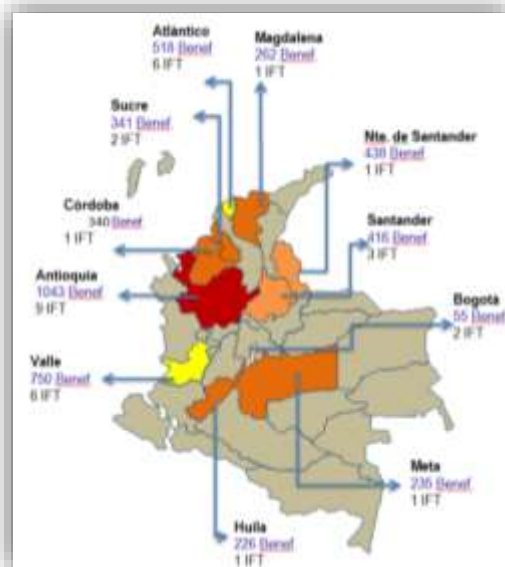 Atlántico
518 Benef
6 IFT
Magdalena
262 Benef
1 IFT
Sucre
341 Benef
2 IFT
Nte. de Santander
438 Benef
1 IFT
Córdoba
340 Benef
1 IFT
Santander
416 Benef
3 IFT
Antioquia
1043 Benef
9 IFT
Bogotá
55 Benef
2 IFT
Valle
750 Benef
6 IFT
Meta
235 Benef
1 IFT
Huila
226 Benef
1 IFT